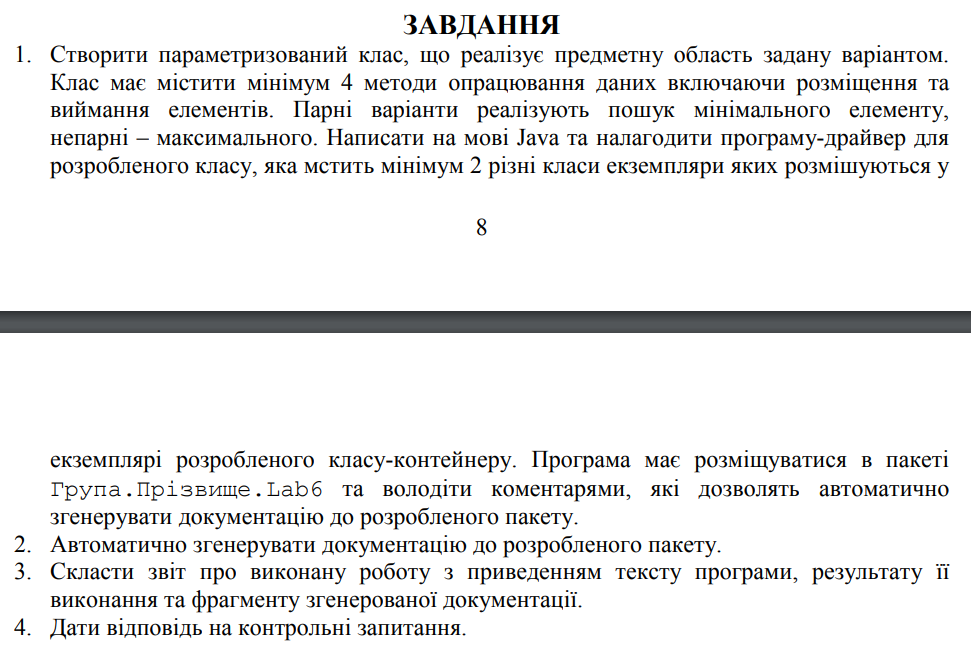 ЗАВДАННЯ
1. Створити параметризований клас, що реалізує предметну область задану варіантом.
Клас має містити мінімум 4 методи опрацювання даних включаючи розміщення та
виймання елементів. Парні варіанти реалізують пошук мінімального елементу,
непарні – максимального. Написати на мові Java та налагодити програму-драйвер для
розробленого класу, яка мстить мінімум 2 різні класи екземпляри яких розмішуються у
8
екземплярі розробленого класу-контейнеру. Програма має розміщуватися в пакеті
Група.Прізвище.Lab6 та володіти коментарями, які дозволять автоматично
згенерувати документацію до розробленого пакету.
2. Автоматично згенерувати документацію до розробленого пакету.
3. Скласти звіт про виконану роботу з приведенням тексту програми, результату її
виконання та фрагменту згенерованої документації.
4. Дати відповідь на контрольні запитання.